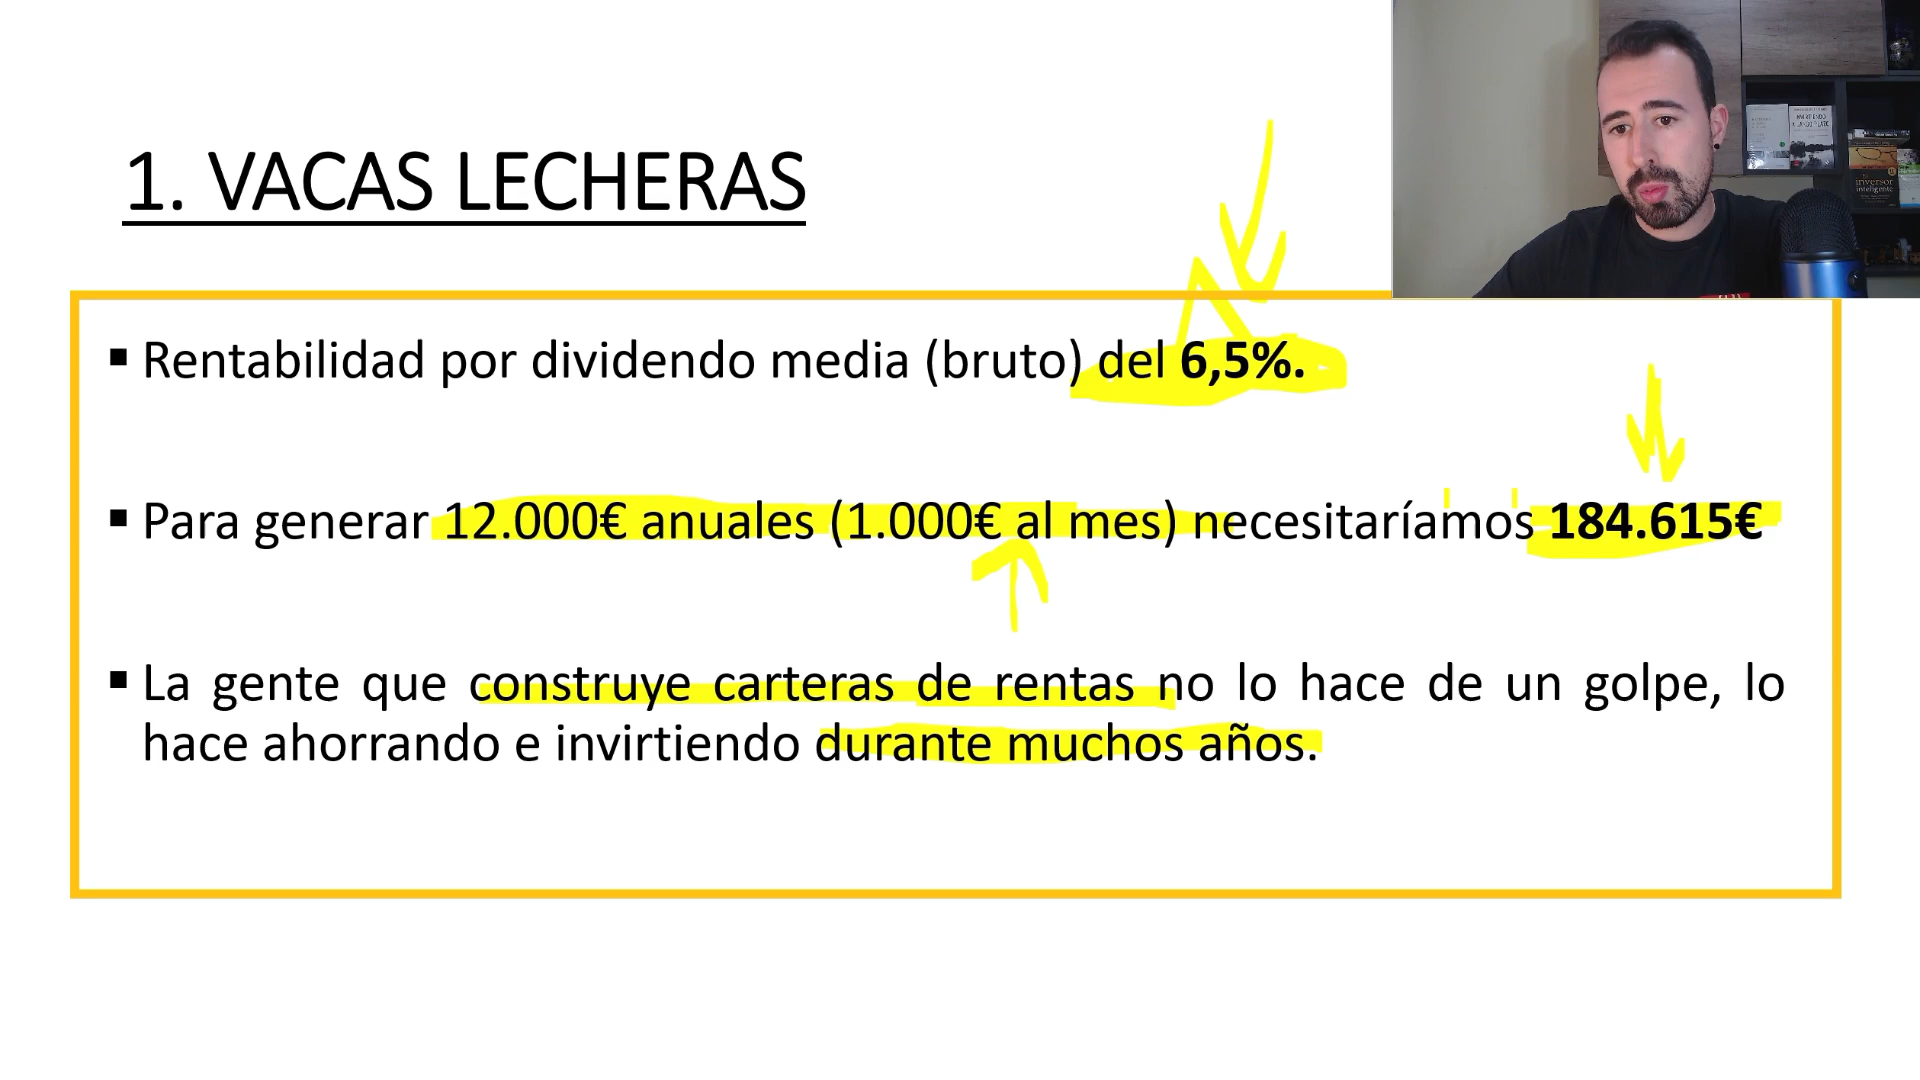 1. VACAS LECHERAS
▪ Rentabilidad por dividendo media (bruto) del 6,5%.
▪ Para generar 12.000€ anuales (1.000€ al mes) necesitaríamos 184.615€
▪ La gente que construye carteras de rentas no lo hace de un golpe, lo
hace ahorrando e invirtiendo durante muchos años.
inversor
inteligente